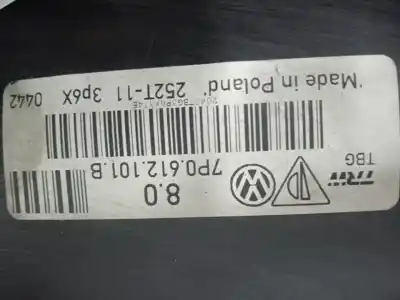 TRW
TBG
8.0
7P0.612.101.B
'Made in Poland' 252T-11 3p6X 0442